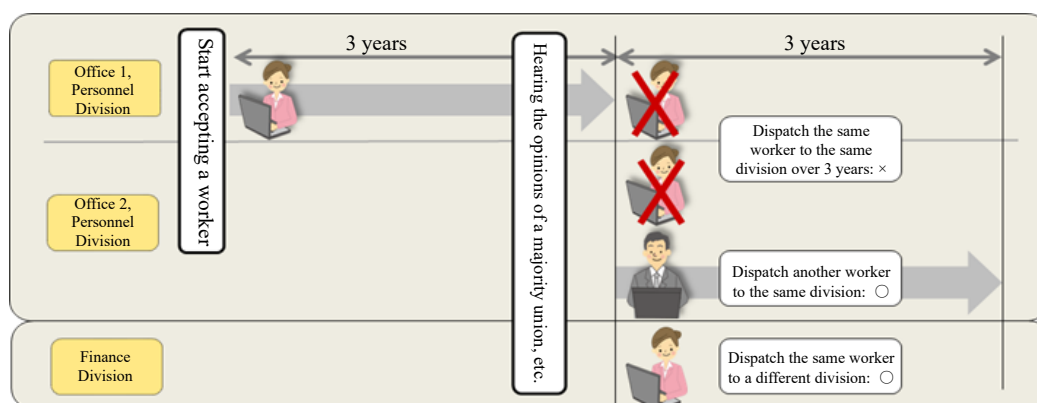 3 years
3 years
Office 1,
Personnel
Division
Start accepting a worker
Hearing the opinions of a majority union, etc.
Dispatch the same
worker to the same
division over 3 years: ×
Office 2,
Personnel
Division
Dispatch another worker
to the same division: ○
Finance
Division
Dispatch the same worker
to a different division: ○